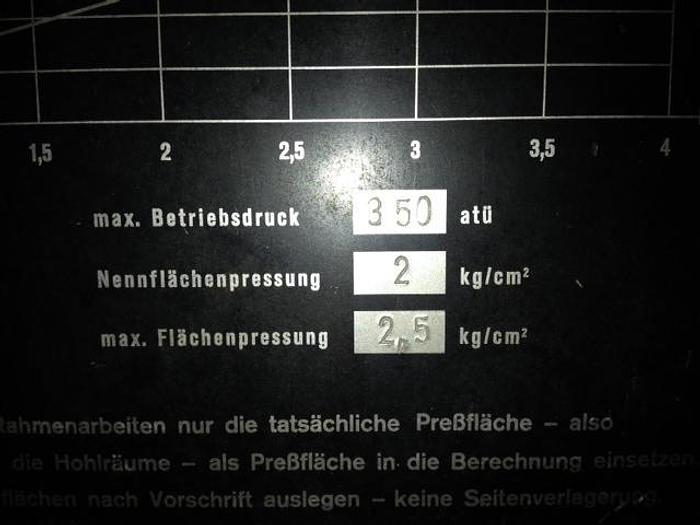 1,5 2 2,5 3 3,5 4
max. Betriebsdruck 350 atü
Nennflächenpressung 2 kg/cm²
max. Flächenpressung 2,5 kg/cm²
Rahmenarbeiten nur die tatsächliche Preßfläche – also
die Hohlräume – als Preßfläche in die Berechnung einsetzen.
flächen nach Vorschrift auslegen – keine Seitenverlagerung.